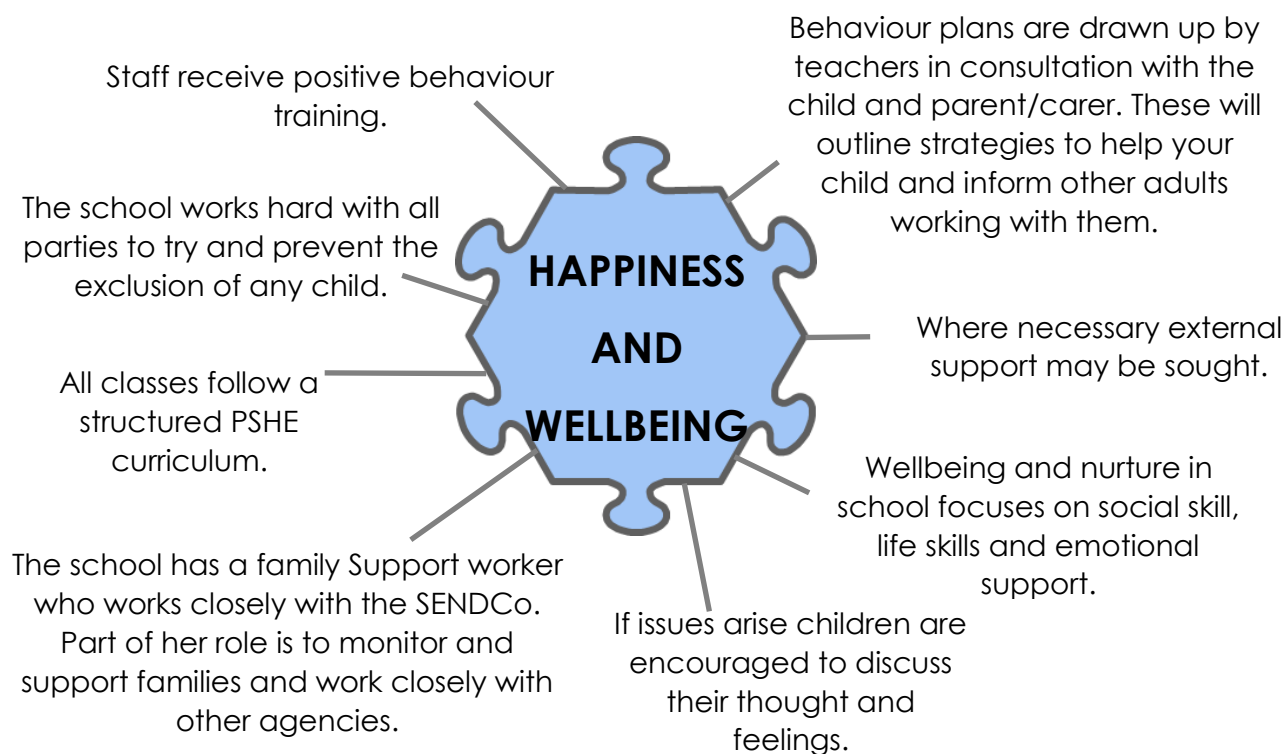 Staff receive positive behaviour
training.
Behaviour plans are drawn up by
teachers in consultation with the
child and parent/carer. These will
outline strategies to help your
child and inform other adults
working with them.
The school works hard with all
parties to try and prevent the
exclusion of any child.
HAPPINESS
AND
WELLBEING
Where necessary external
support may be sought.
All classes follow a
structured PSHE
curriculum.
Wellbeing and nurture in
school focuses on social skill,
life skills and emotional
support.
The school has a family Support worker
who works closely with the SENDCo.
Part of her role is to monitor and
support families and work closely with
other agencies.
If issues arise children are
encouraged to discuss
their thought and
feelings.